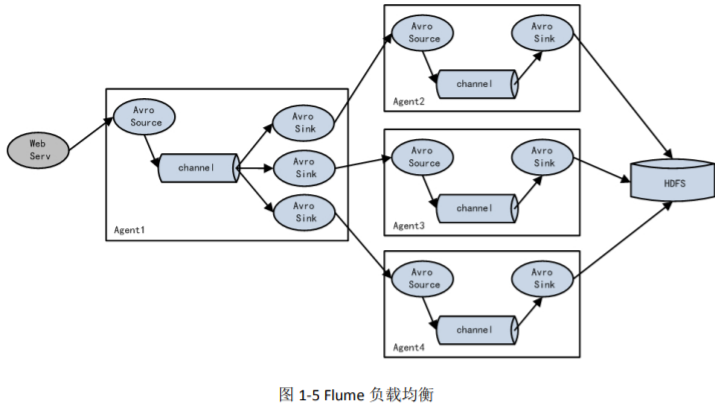 Web
Serv
Avro
Source
channel
Avro
Sink
Avro
Sink
Avro
Sink
Agent1
Avro
Source
channel
Avro
Sink
Agent2
Avro
Source
channel
Avro
Sink
Agent3
Avro
Source
channel
Avro
Sink
Agent4
HDFS
图 1-5 Flume 负载均衡